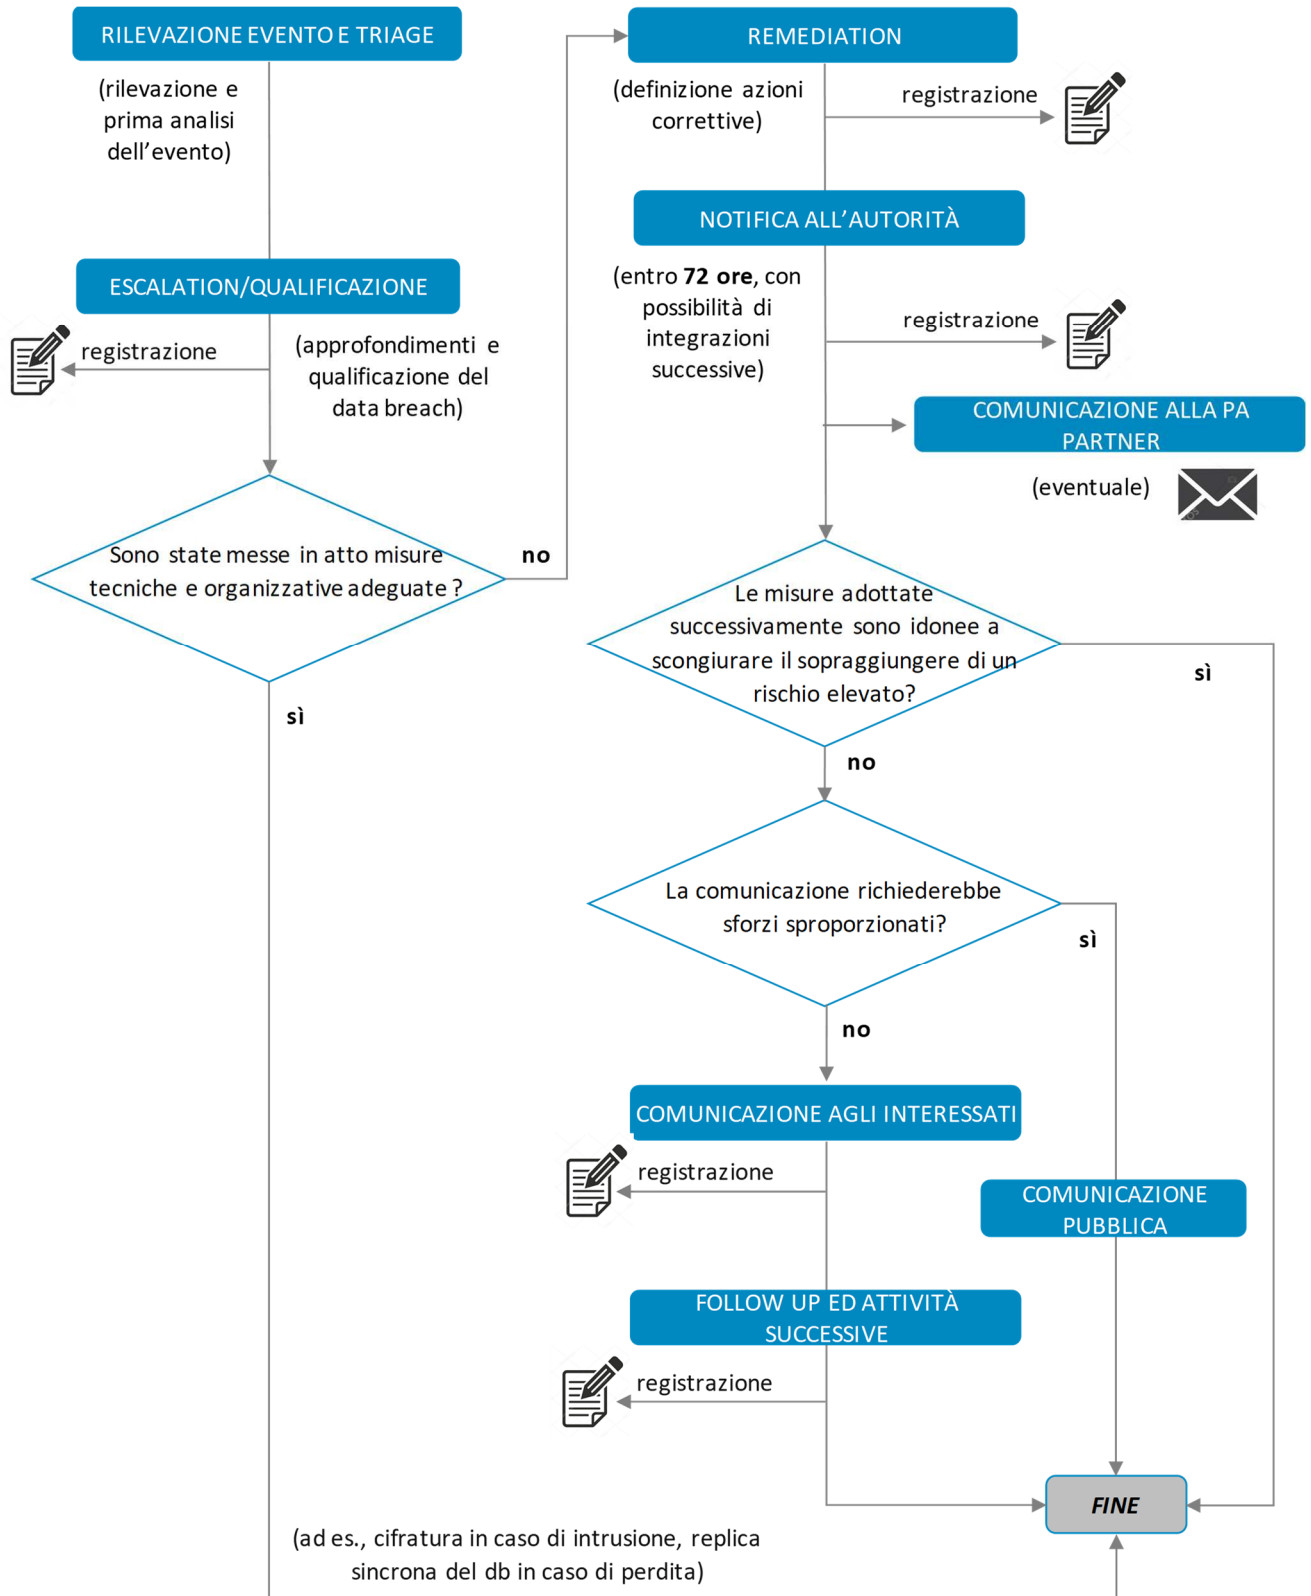 RILEVAZIONE EVENTO E TRIAGE
(rilevazione e
prima analisi
dell’evento)
ESCALATION/QUALIFICAZIONE
registrazione
(approfondimenti e
qualificazione del
data breach)
Sono state messe in atto misure
tecniche e organizzative adeguate ?
no
sì
REMEDIATION
(definizione azioni
correttive)
registrazione
NOTIFICA ALL’AUTORITÀ
(entro 72 ore, con
possibilità di
integrazioni
successive)
registrazione
COMUNICAZIONE ALLA PA
PARTNER
(eventuale)
Le misure adottate
successivamente sono idonee a
scongiurare il sopraggiungere di un
rischio elevato?
sì
no
La comunicazione richiederebbe
sforzi sproporzionati?
sì
no
COMUNICAZIONE AGLI INTERESSATI
registrazione
COMUNICAZIONE
PUBBLICA
FOLLOW UP ED ATTIVITÀ
SUCCESSIVE
registrazione
FINE
(ad es., cifratura in caso di intrusione, replica
sincrona del db in caso di perdita)